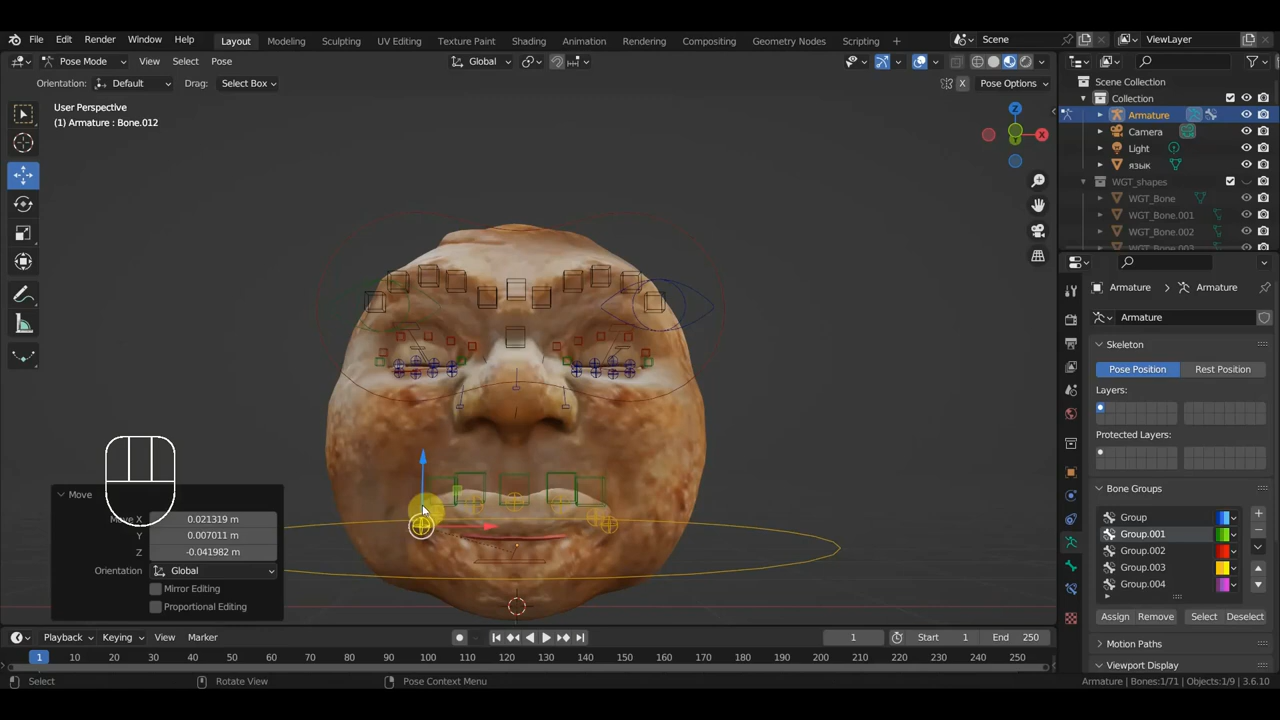 File Edit Render Window Help Layout Modeling Sculpting UV Editing Texture Paint Shading Animation Rendering Compositing Geometry Nodes Scripting + Scene ViewLayer
Pose Mode View Select Pose Global
Orientation: Default Drag: Select Box X Pose Options
User Perspective
(1) Armature : Bone.012
Z
X
Y
Scene Collection
Collection
Armature
Camera
Light
язык
WGT_shapes
WGT_Bone
WGT_Bone.001
WGT_Bone.002
WGT_Bone.003
Armature Armature
Armature
Skeleton
Pose Position Rest Position
Layers:
Protected Layers:
Bone Groups
Group
Group.001
Group.002
Group.003
Group.004
Assign Remove Select Deselect
Motion Paths
Viewport Display
Move
Move X 0.021319 m
Y 0.007011 m
Z -0.041982 m
Orientation Global
Mirror Editing
Proportional Editing
Playback Keying View Marker 1 Start 1 End 250
1 10 20 30 40 50 60 70 80 90 100 110 120 130 140 150 160 170 180 190 200 210 220 230 240 250
Select Rotate View Pose Context Menu Armature | Bones:1/71 | Objects:1/9 | 3.6.10